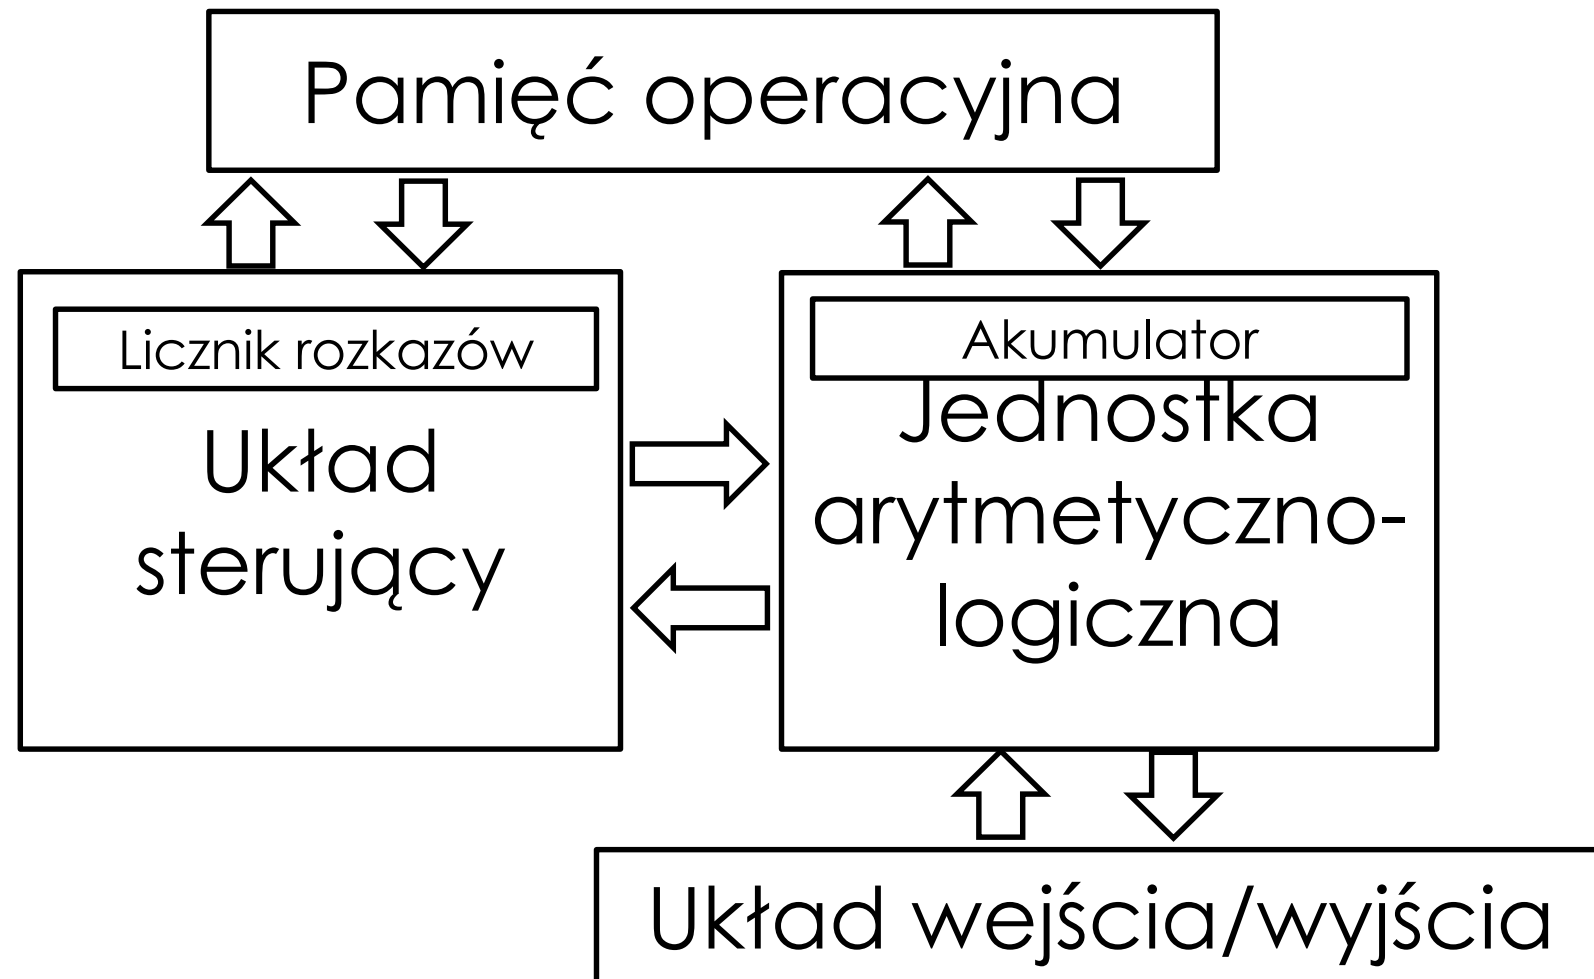 Pamięć operacyjna
Licznik rozkazów
Układ
sterujący
Akumulator
Jednostka
arytmetyczno-
logiczna
Układ wejścia/wyjścia